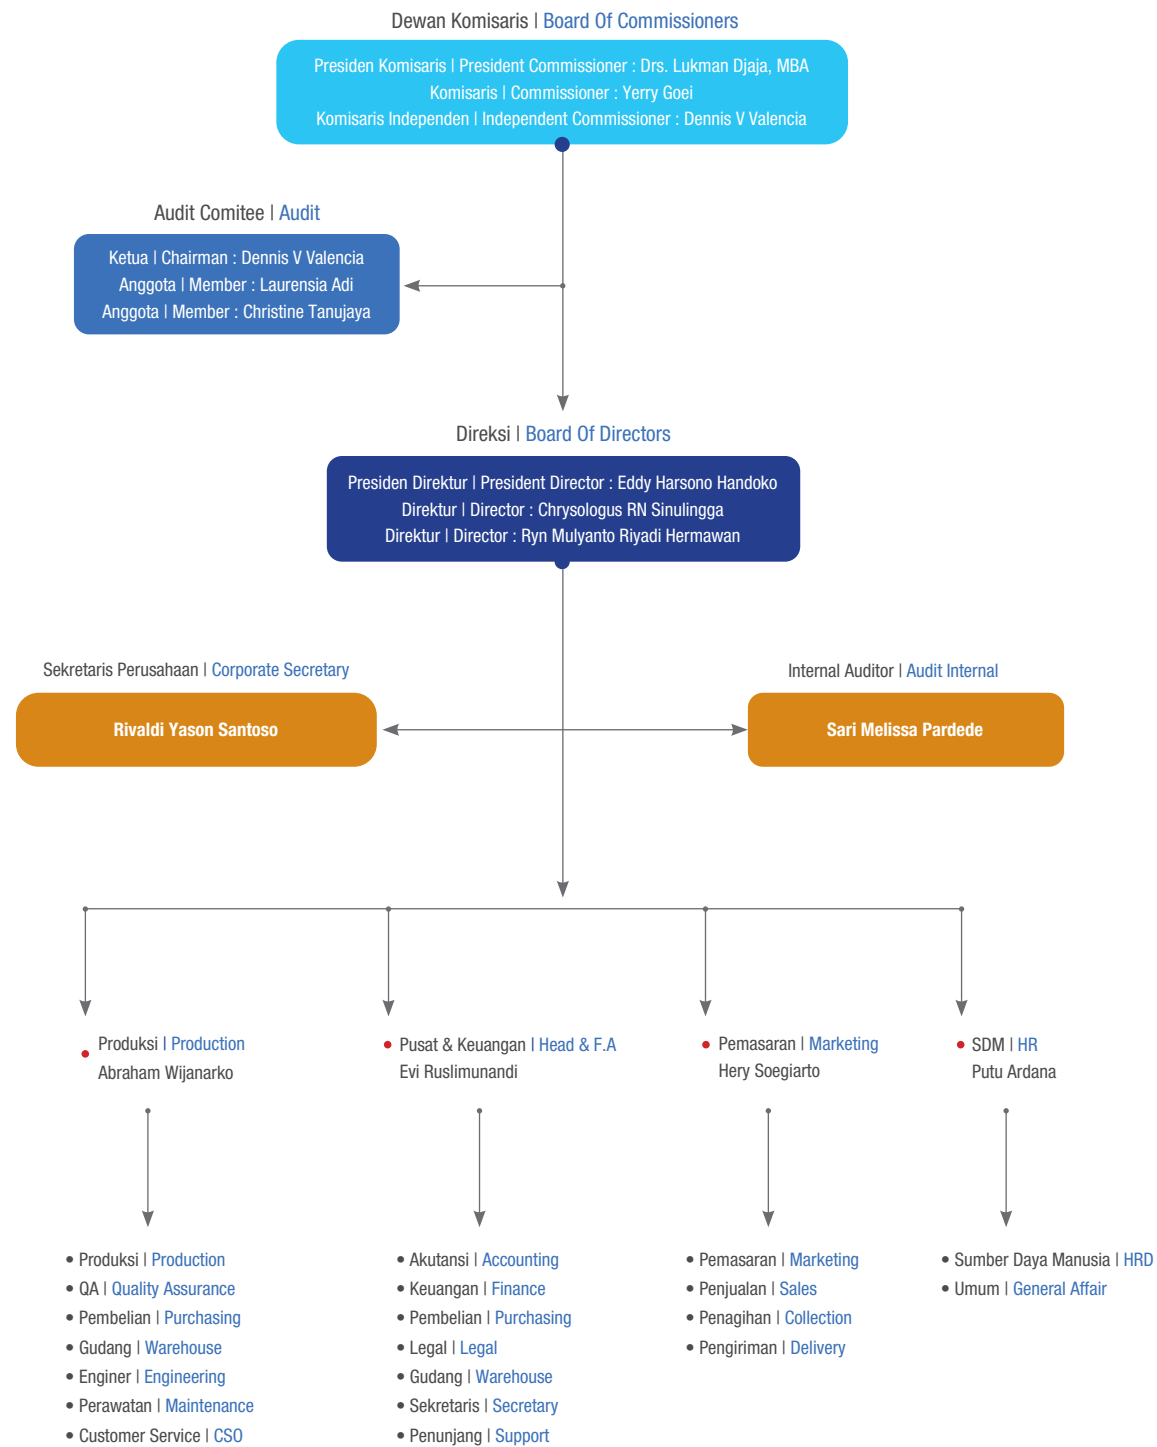 Dewan Komisaris | Board Of Commissioners
Presiden Komisaris | President Commissioner : Drs. Lukman Djaja, MBA
Komisaris | Commissioner : Yerry Goei
Komisaris Independen | Independent Commissioner : Dennis V Valencia
Audit Comitee | Audit
Ketua | Chairman : Dennis V Valencia
Anggota | Member : Laurensia Adi
Anggota | Member : Christine Tanujaya
Direksi | Board Of Directors
Presiden Direktur | President Director : Eddy Harsono Handoko
Direktur | Director : Chrysologus RN Sinulingga
Direktur | Director : Ryn Mulyanto Riyadi Hermawan
Sekretaris Perusahaan | Corporate Secretary
Rivaldi Yason Santoso
Internal Auditor | Audit Internal
Sari Melissa Pardede
Produksi | Production
Abraham Wijanarko
Pusat & Keuangan | Head & F.A
Evi Ruslimunandi
Pemasaran | Marketing
Hery Soegiarto
SDM | HR
Putu Ardana
• Produksi | Production
• QA | Quality Assurance
• Pembelian | Purchasing
• Gudang | Warehouse
• Enginer | Engineering
• Perawatan | Maintenance
• Customer Service | CSO
• Akutansi | Accounting
• Keuangan | Finance
• Pembelian | Purchasing
• Legal | Legal
• Gudang | Warehouse
• Sekretaris | Secretary
• Penunjang | Support
• Pemasaran | Marketing
• Penjualan | Sales
• Penagihan | Collection
• Pengiriman | Delivery
• Sumber Daya Manusia | HRD
• Umum | General Affair